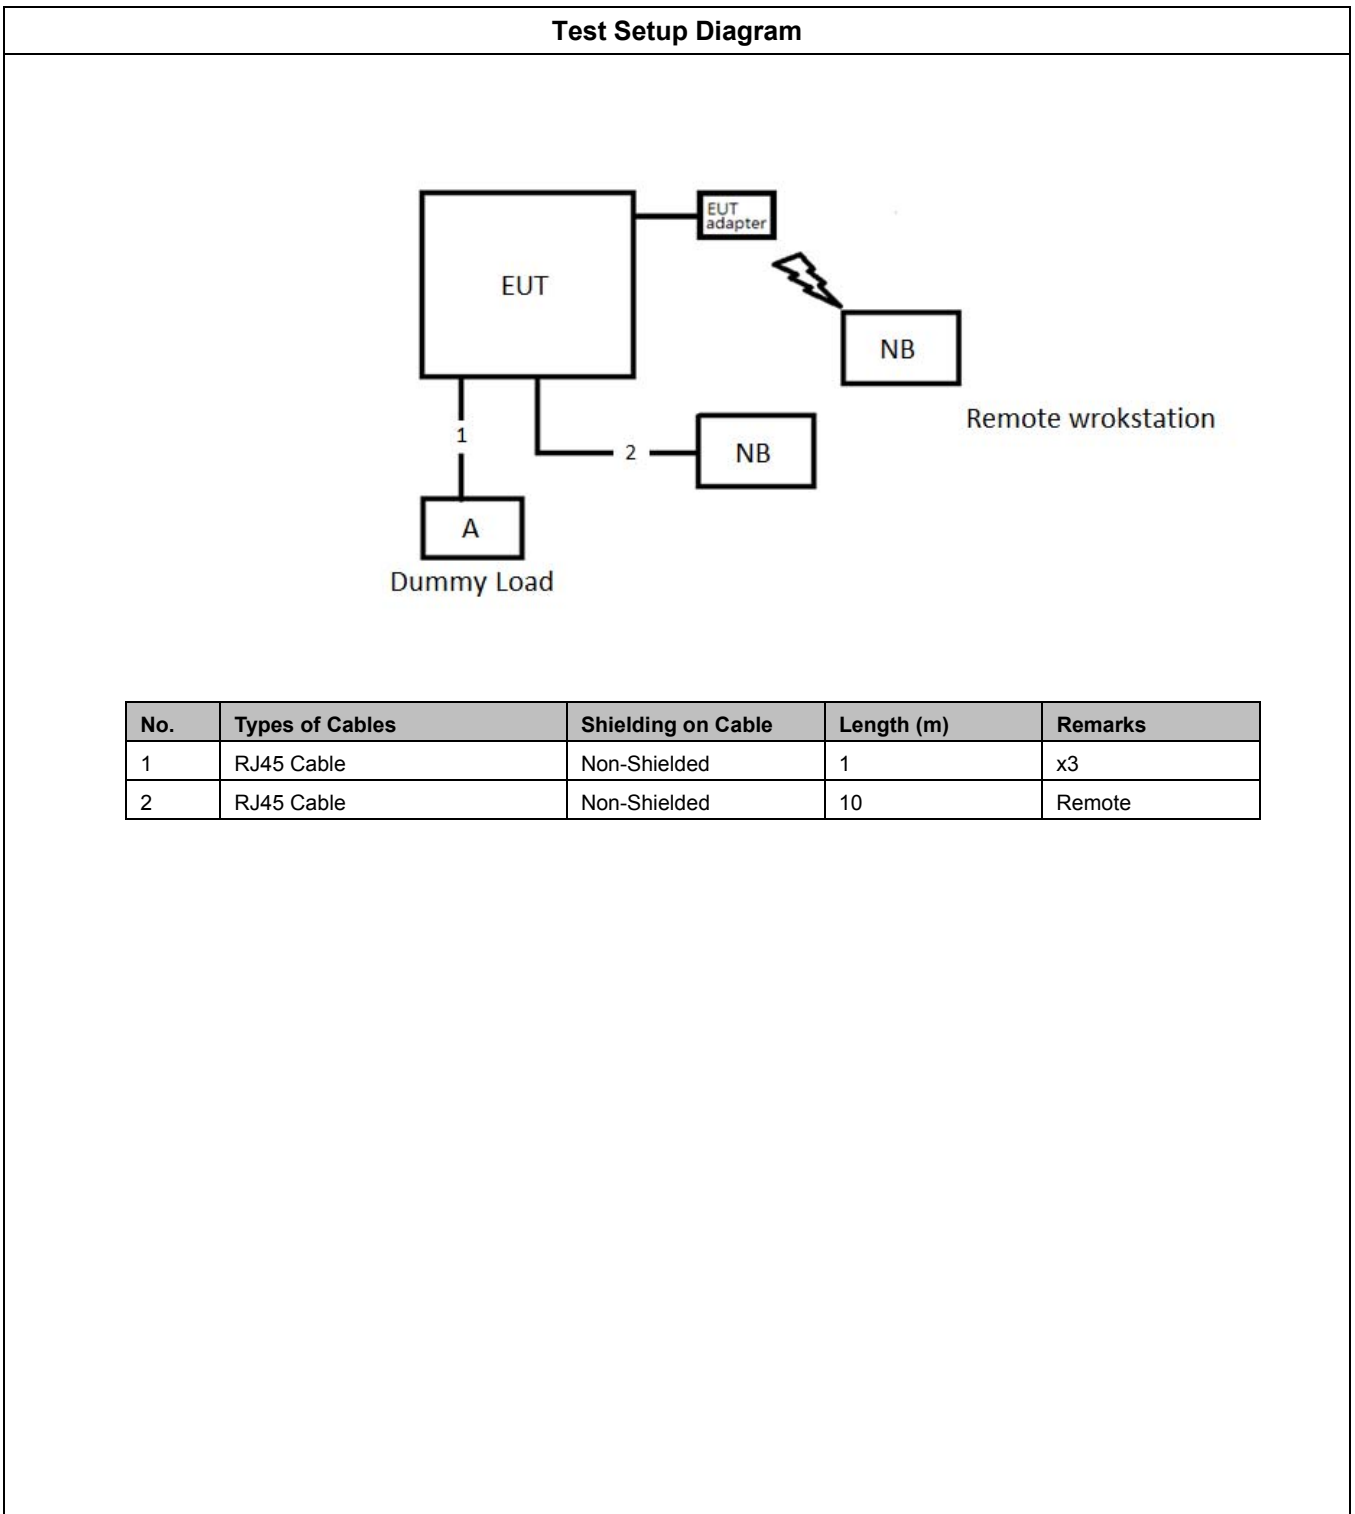 Test Setup Diagram
EUT
EUT
adapter
NB
Remote wrokstation
1
2
NB
A
Dummy Load
No. Types of Cables Shielding on Cable Length (m) Remarks
1 RJ45 Cable Non-Shielded 1 x3
2 RJ45 Cable Non-Shielded 10 Remote